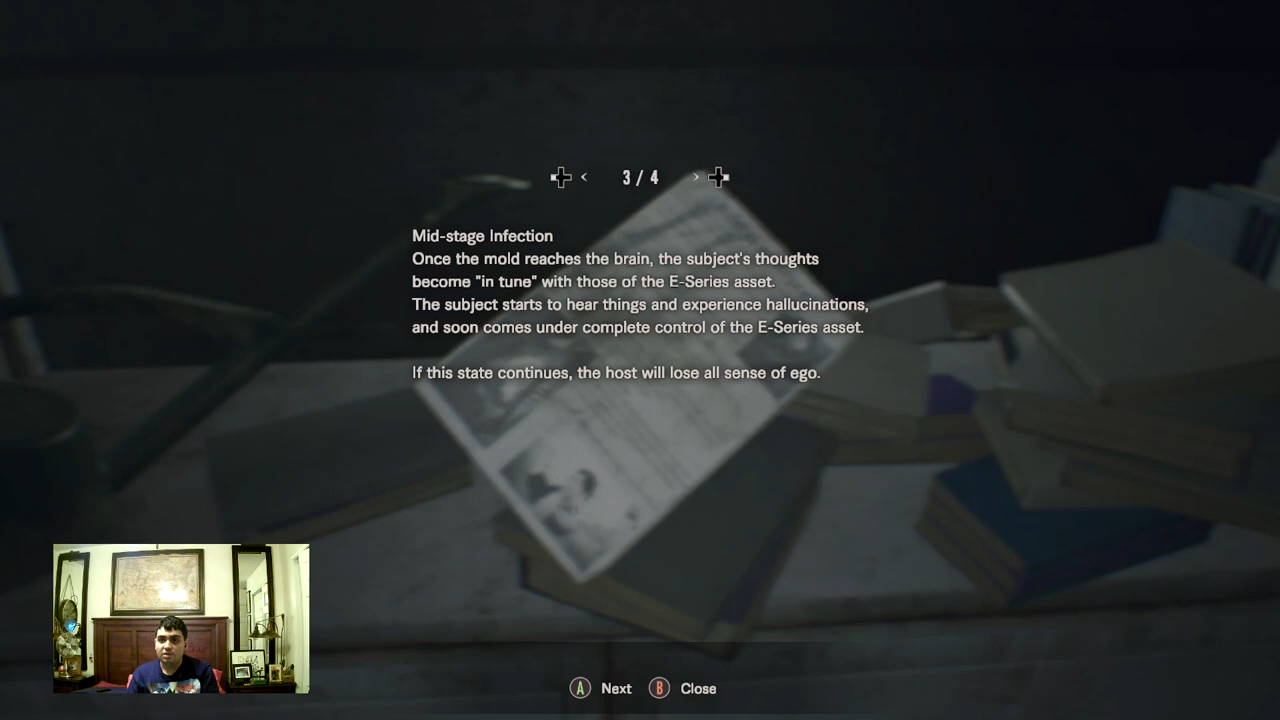 3 / 4
Mid-stage Infection
Once the mold reaches the brain, the subject's thoughts
become "in tune" with those of the E-Series asset.
The subject starts to hear things and experience hallucinations,
and soon comes under complete control of the E-Series asset.
If this state continues, the host will lose all sense of ego.
A Next B Close